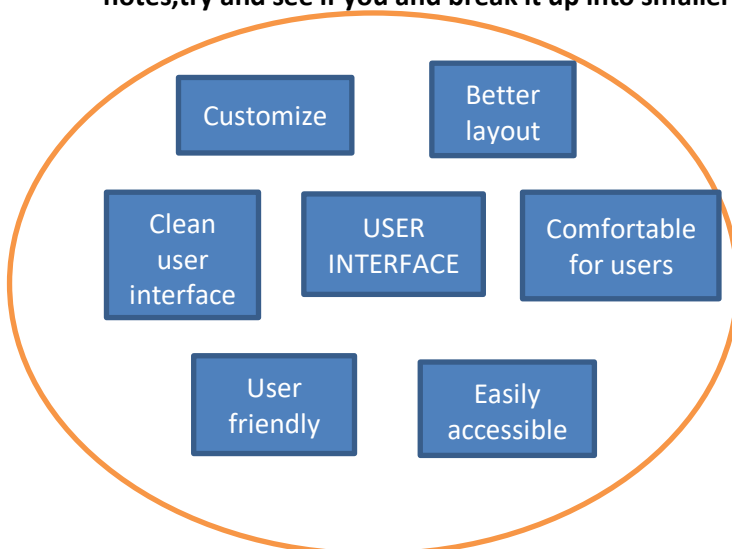 notes,try and see if you and break it up into smaller
Customize
Better
layout
Clean
user
interface
USER
INTERFACE
Comfortable
for users
User
friendly
Easily
accessible